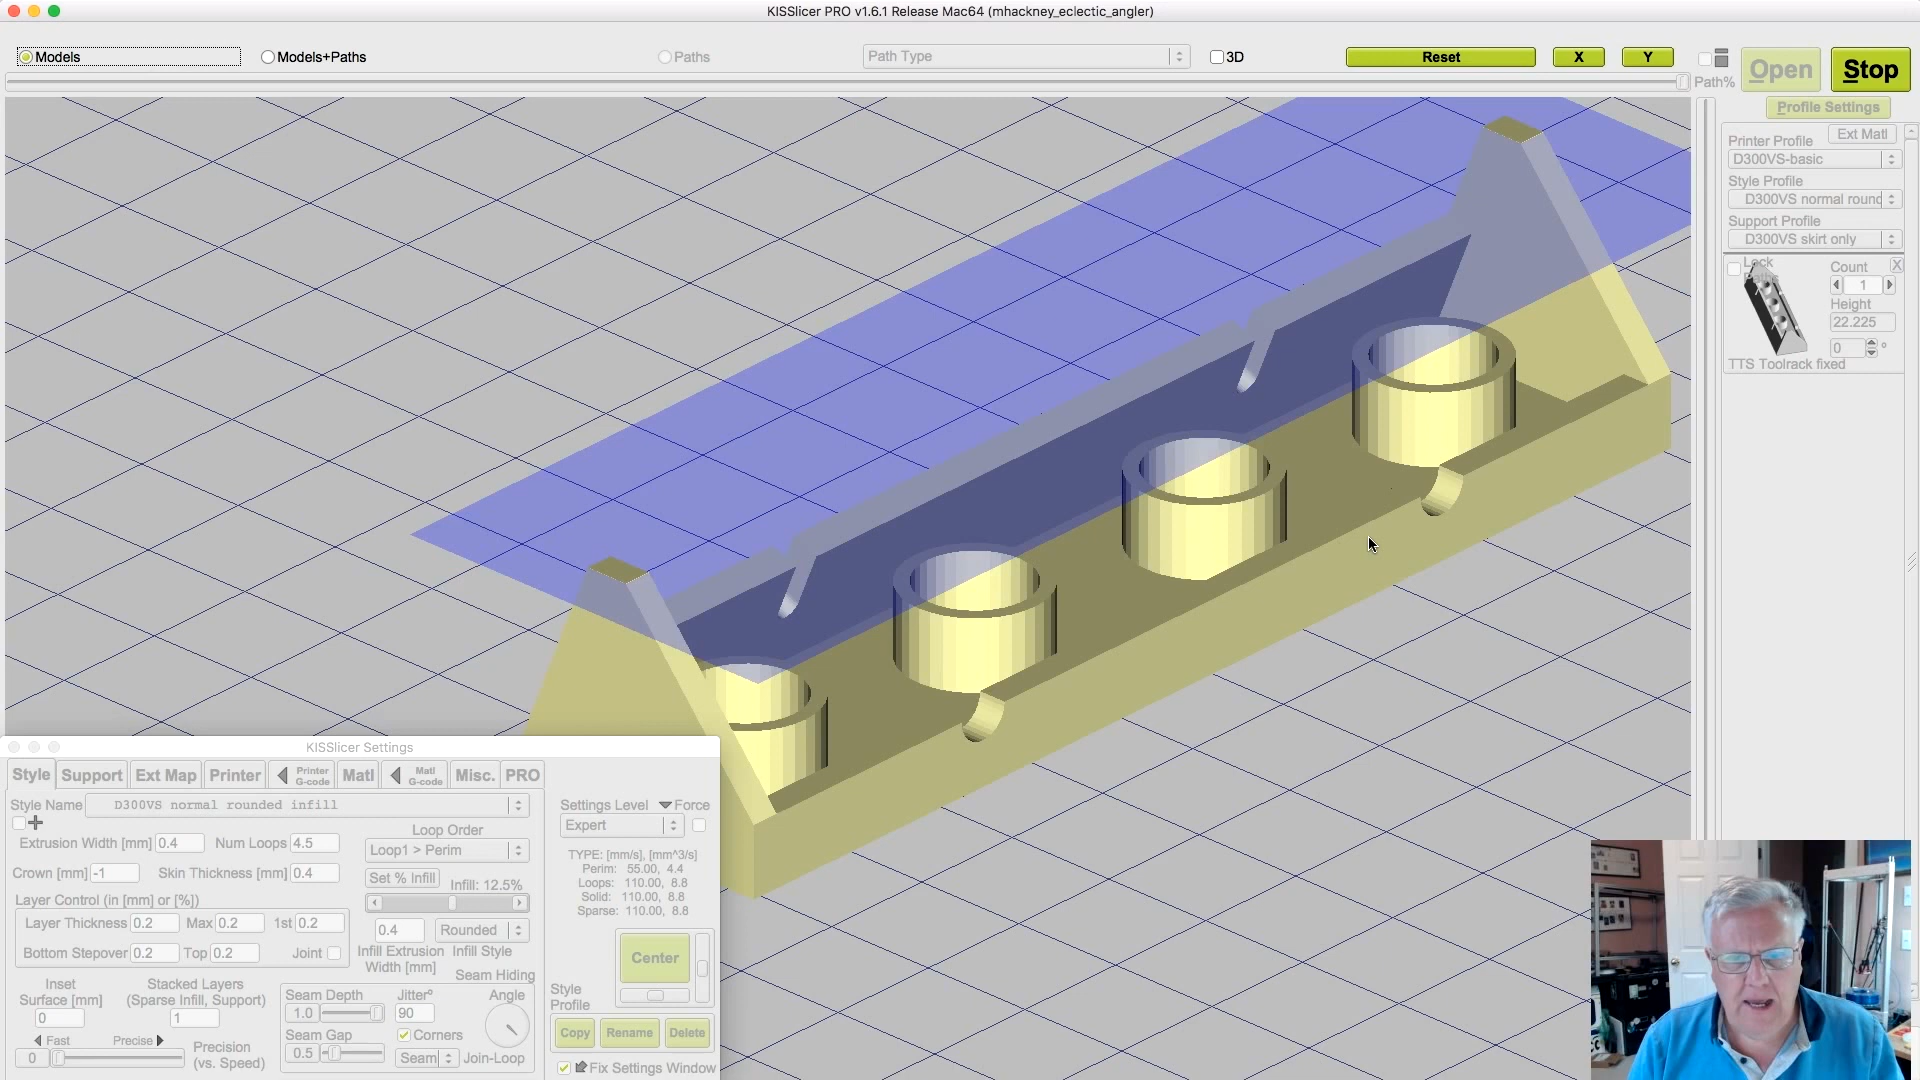 KISSlicer PRO v1.6.1 Release Mac64 (mhackney_eclectic_angler)
Models
Models+Paths
Paths
Path Type
3D
Reset
X
Y
Path%
Open
Stop
Profile Settings
Printer Profile
Ext Matl
D300VS-basic
Style Profile
D300VS normal round
Support Profile
D300VS skirt only
Lock
Paths
Count
X
1
Height
22.225
0
°
TTS Toolrack fixed
KISSlicer Settings
Style
Support
Ext Map
Printer
Printer
G-code
Matl
Matl
G-code
Misc.
PRO
Style Name
D300VS normal rounded infill
Extrusion Width [mm] 0.4
Num Loops 4.5
Loop Order
Loop1 > Perim
Crown [mm] -1
Skin Thickness [mm] 0.4
Set % infill
Infill: 12.5%
Layer Control (in [mm] or [%])
Layer Thickness 0.2
Max 0.2
1st 0.2
Bottom Stepover 0.2
Top 0.2
Joint
0.4
Rounded
Infill Extrusion
Width [mm]
Infill Style
Seam Hiding
Inset
Surface [mm]
0
Stacked Layers
(Sparse Infill, Support)
1
Seam Depth
1.0
Jitter°
90
Angle
Seam Gap
0.5
Corners
Seam
Join-Loop
Fast
Precise
0
Precision
(vs. Speed)
Settings Level
Force
Expert
TYPE: [mm/s], [mm^3/s]
Perim: 55.00, 4.4
Loops: 110.00, 8.8
Solid: 110.00, 8.8
Sparse: 110.00, 8.8
Center
Style
Profile
Copy
Rename
Delete
Fix Settings Window